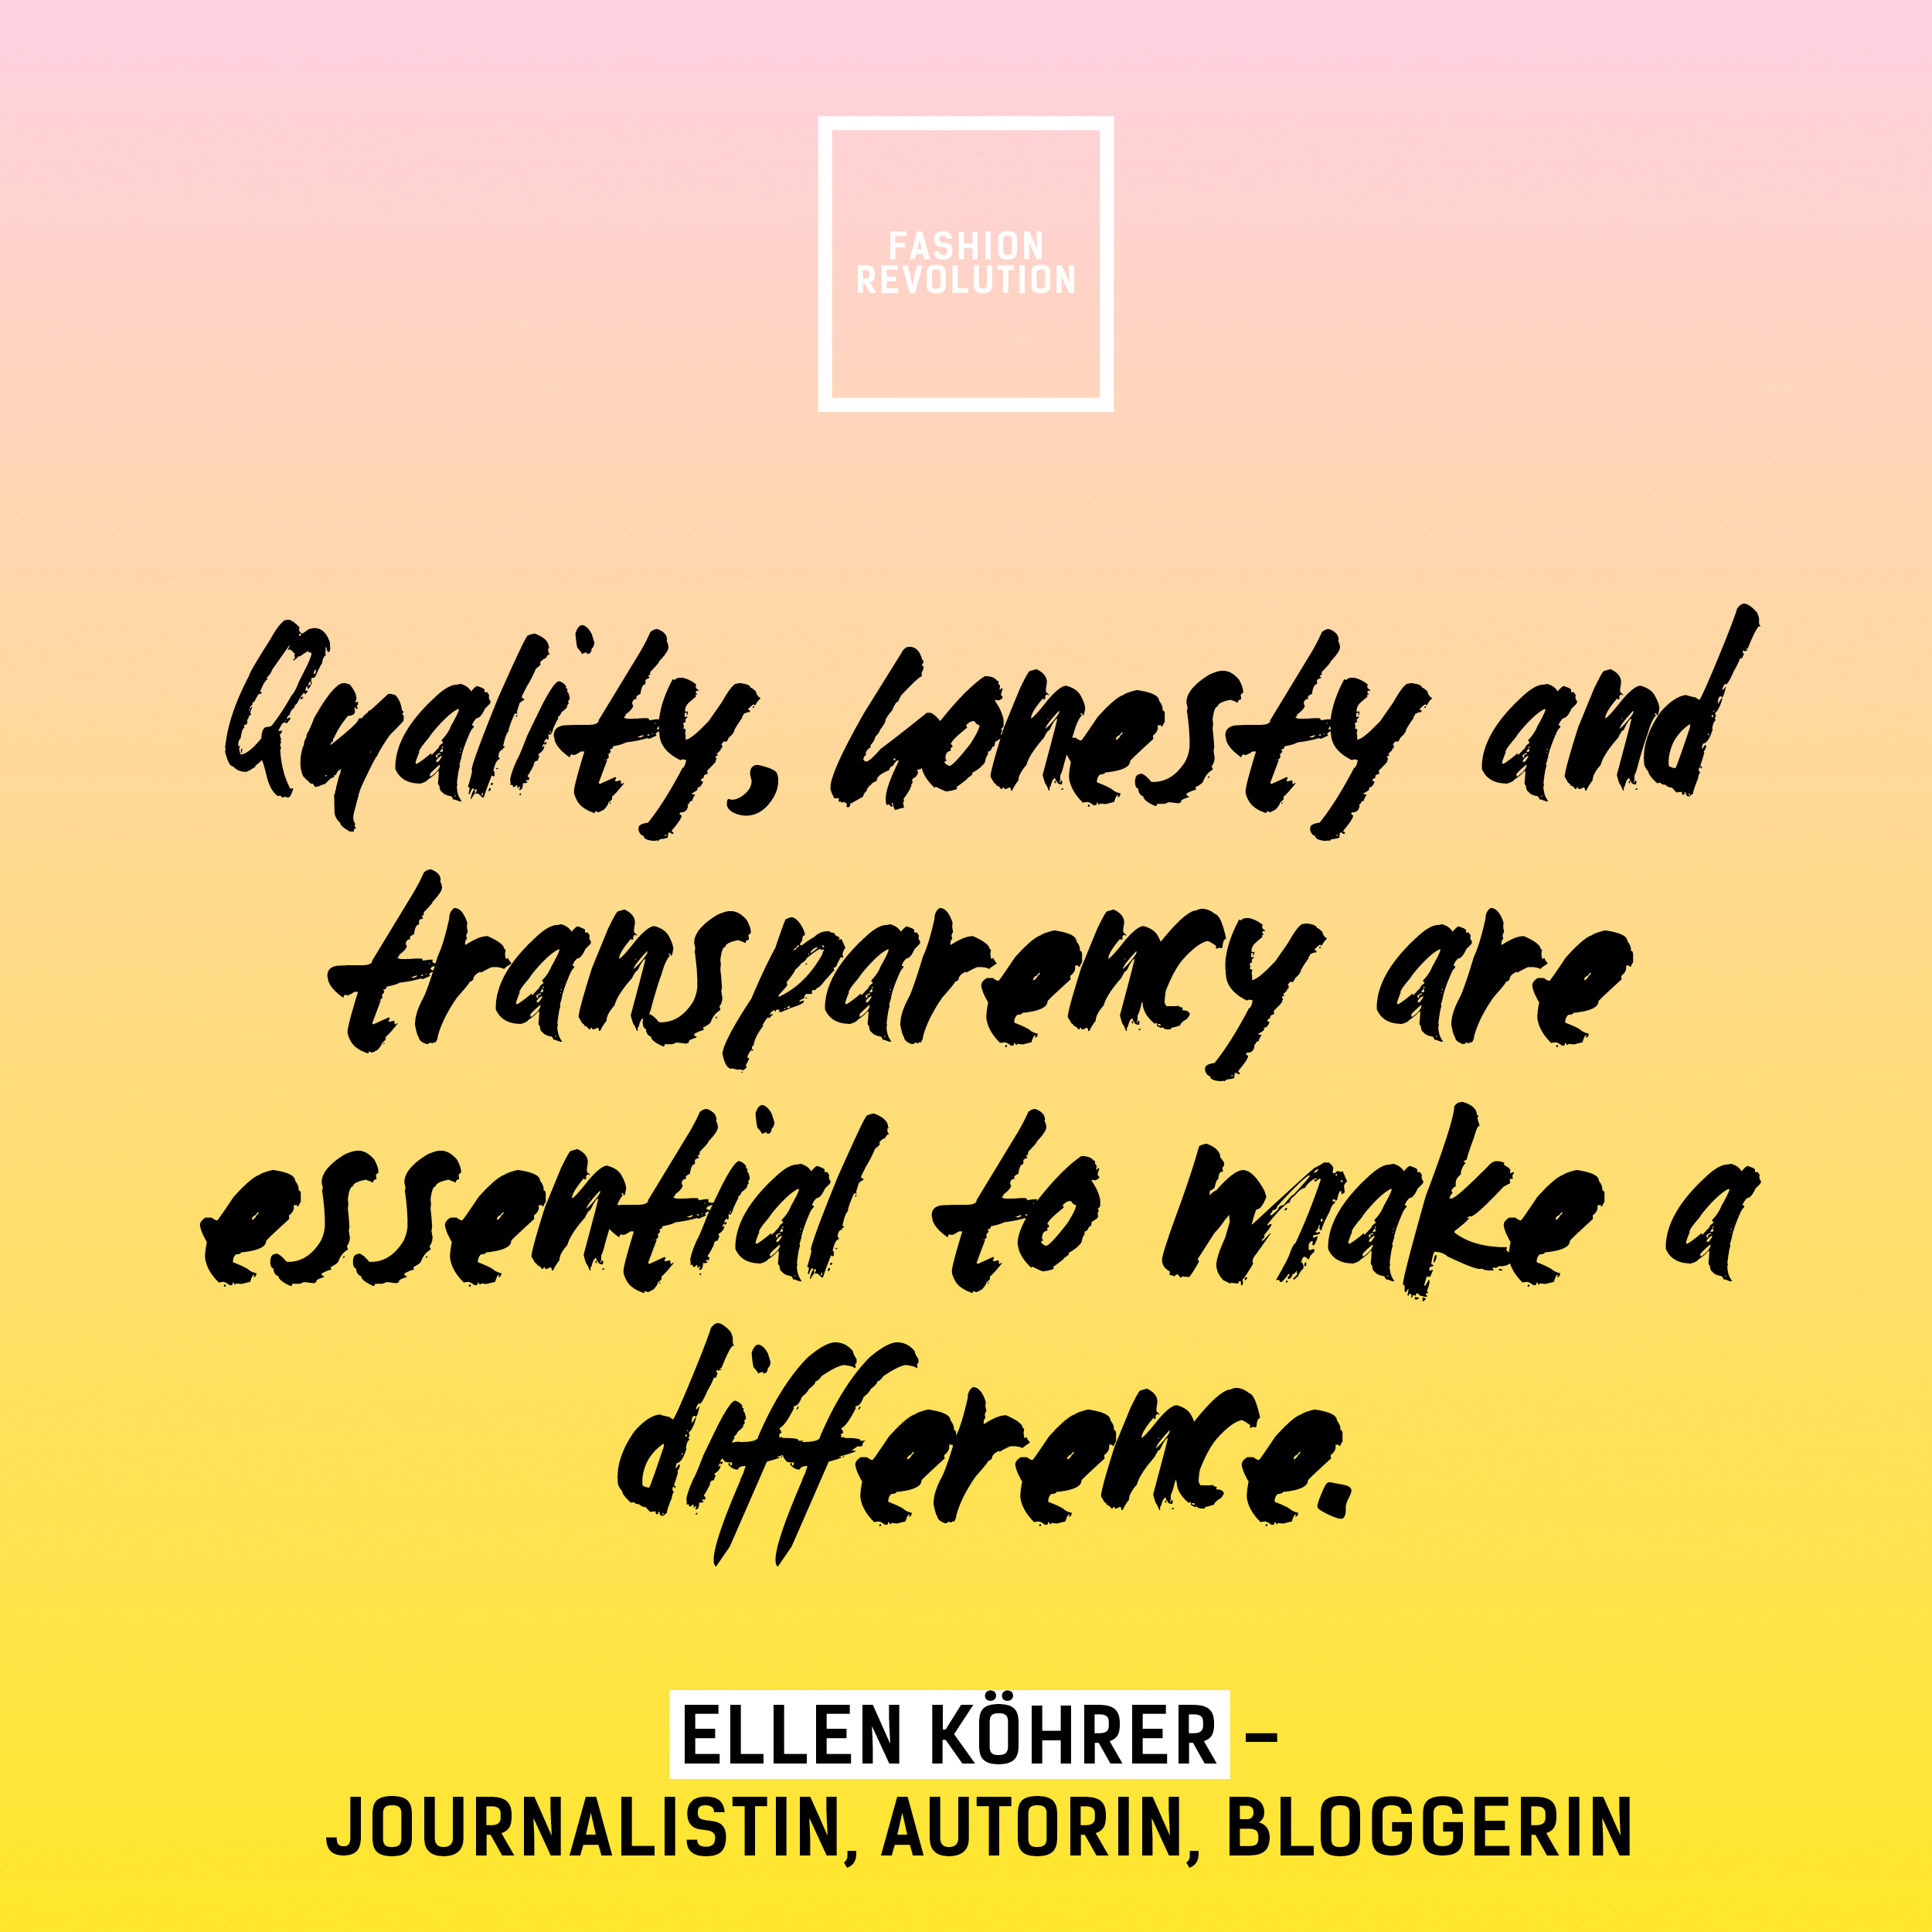 FASHION
REVOLUTION
Quality, honesty and
transparency are
essential to make a
difference.
ELLEN KÖHRER –
JOURNALISTIN, AUTORIN, BLOGGERIN